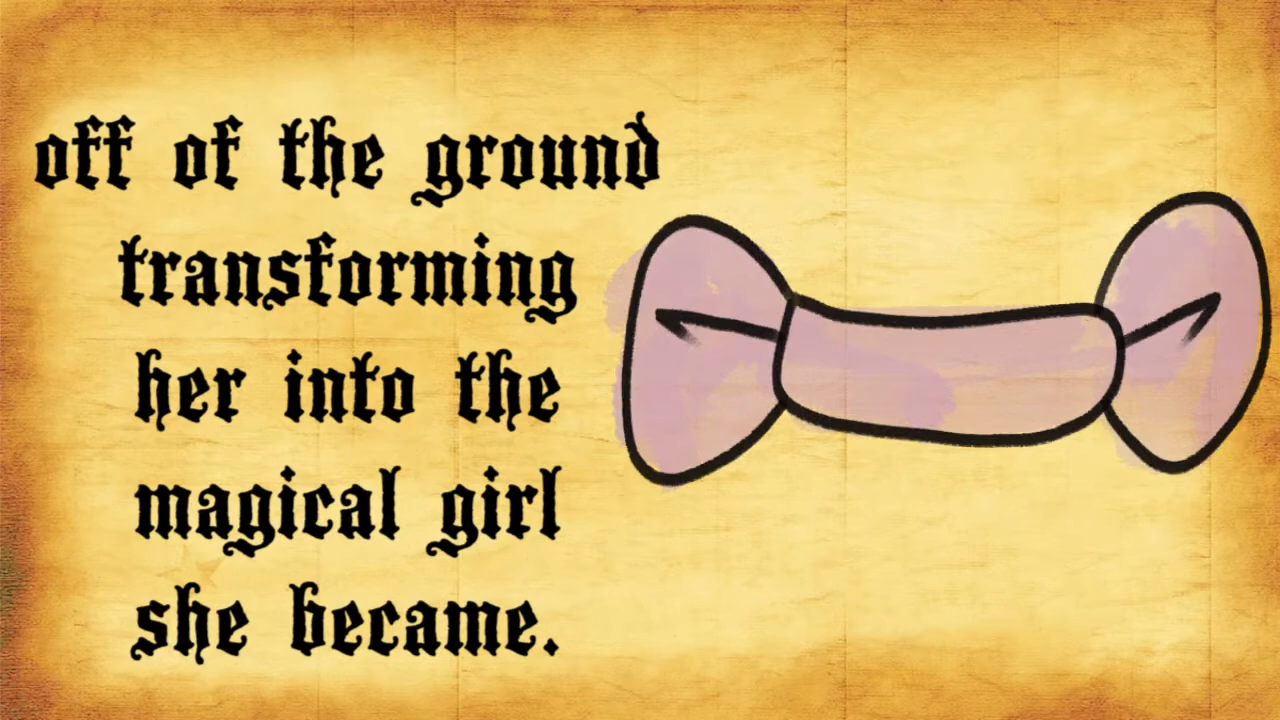 off of the ground
transforming
her into the
magical girl
she became.